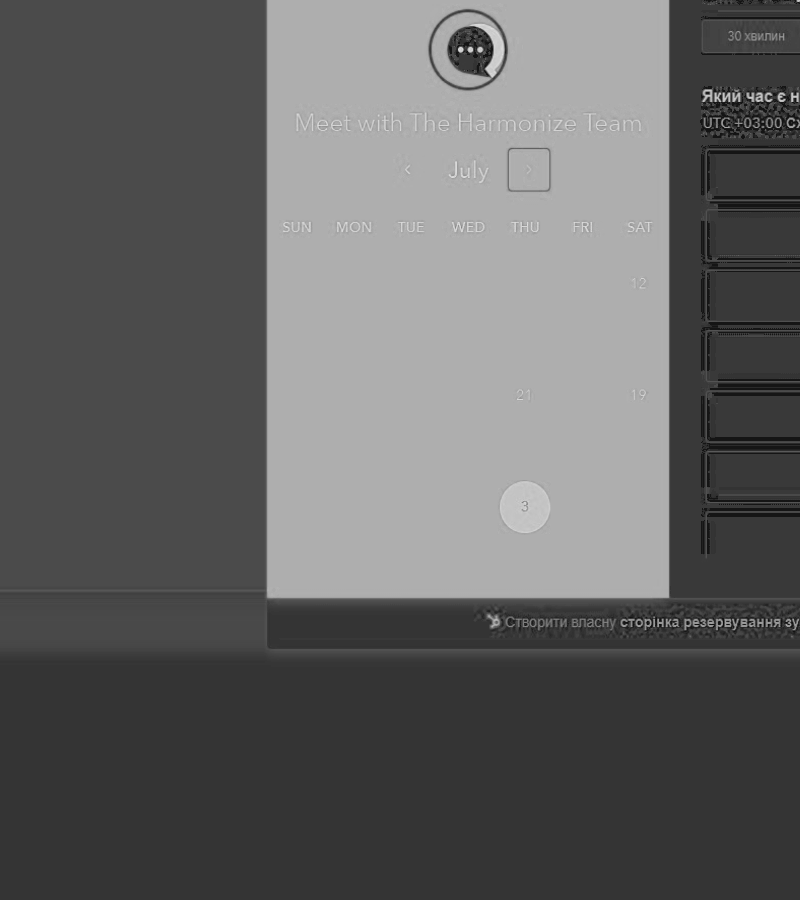 30 хвилин
Який час є н
UTC +03:00 Сх
Meet with The Harmonize Team
July
SUN MON TUE WED THU FRI SAT
12
21 19
3
Створити власну сторінка резервування зу